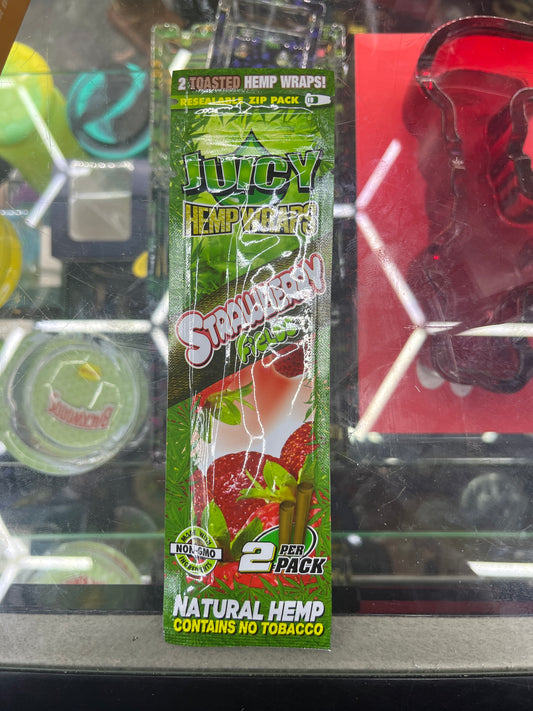 2 TOASTED HEMP WRAPS!
RESEALABLE ZIP PACK
JUICY
HEMP WRAPS
STRAWBERRY
FIELDS
NON-GMO
2 PER
PACK
NATURAL HEMP
CONTAINS NO TOBACCO